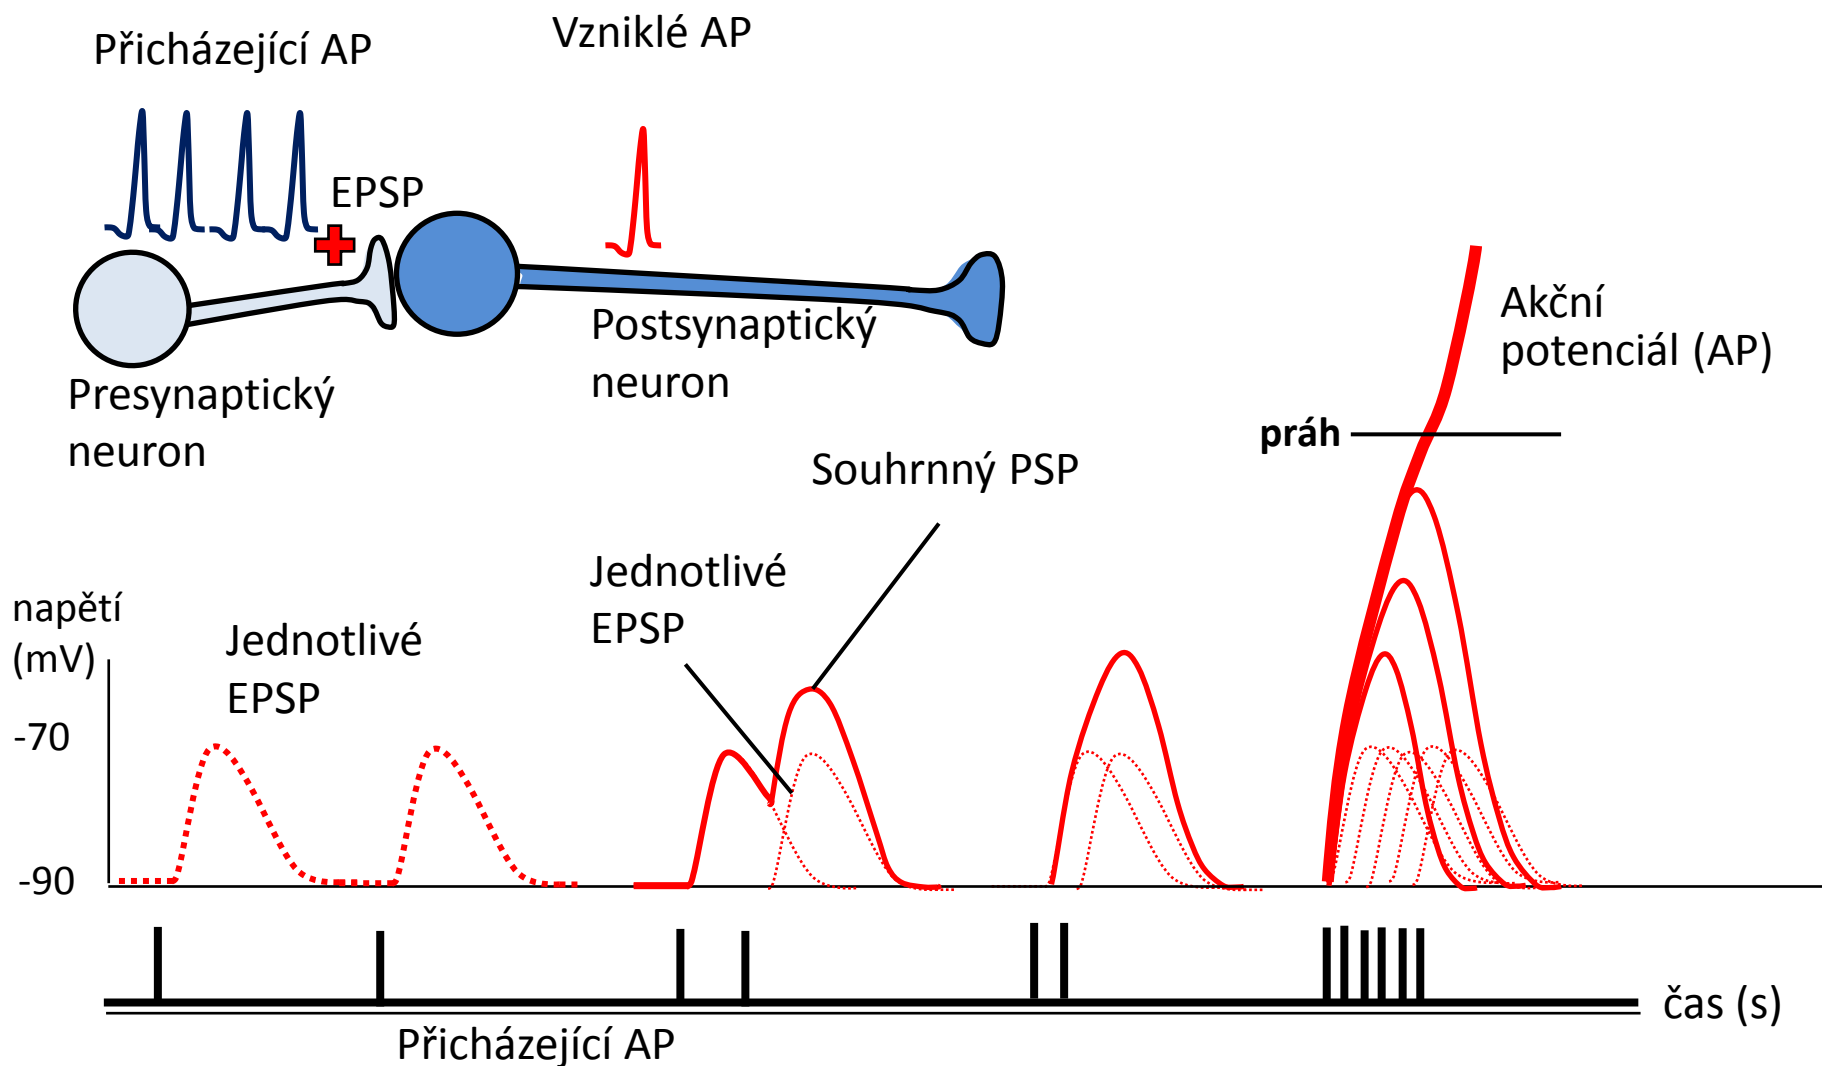 Přicházející AP
Vzniklé AP
EPSP
Postsynaptický
neuron
Presynaptický
neuron
Akční
potenciál (AP)
práh
Souhrnný PSP
Jednotlivé
EPSP
napětí
(mV)
Jednotlivé
EPSP
-70
-90
čas (s)
Přicházející AP